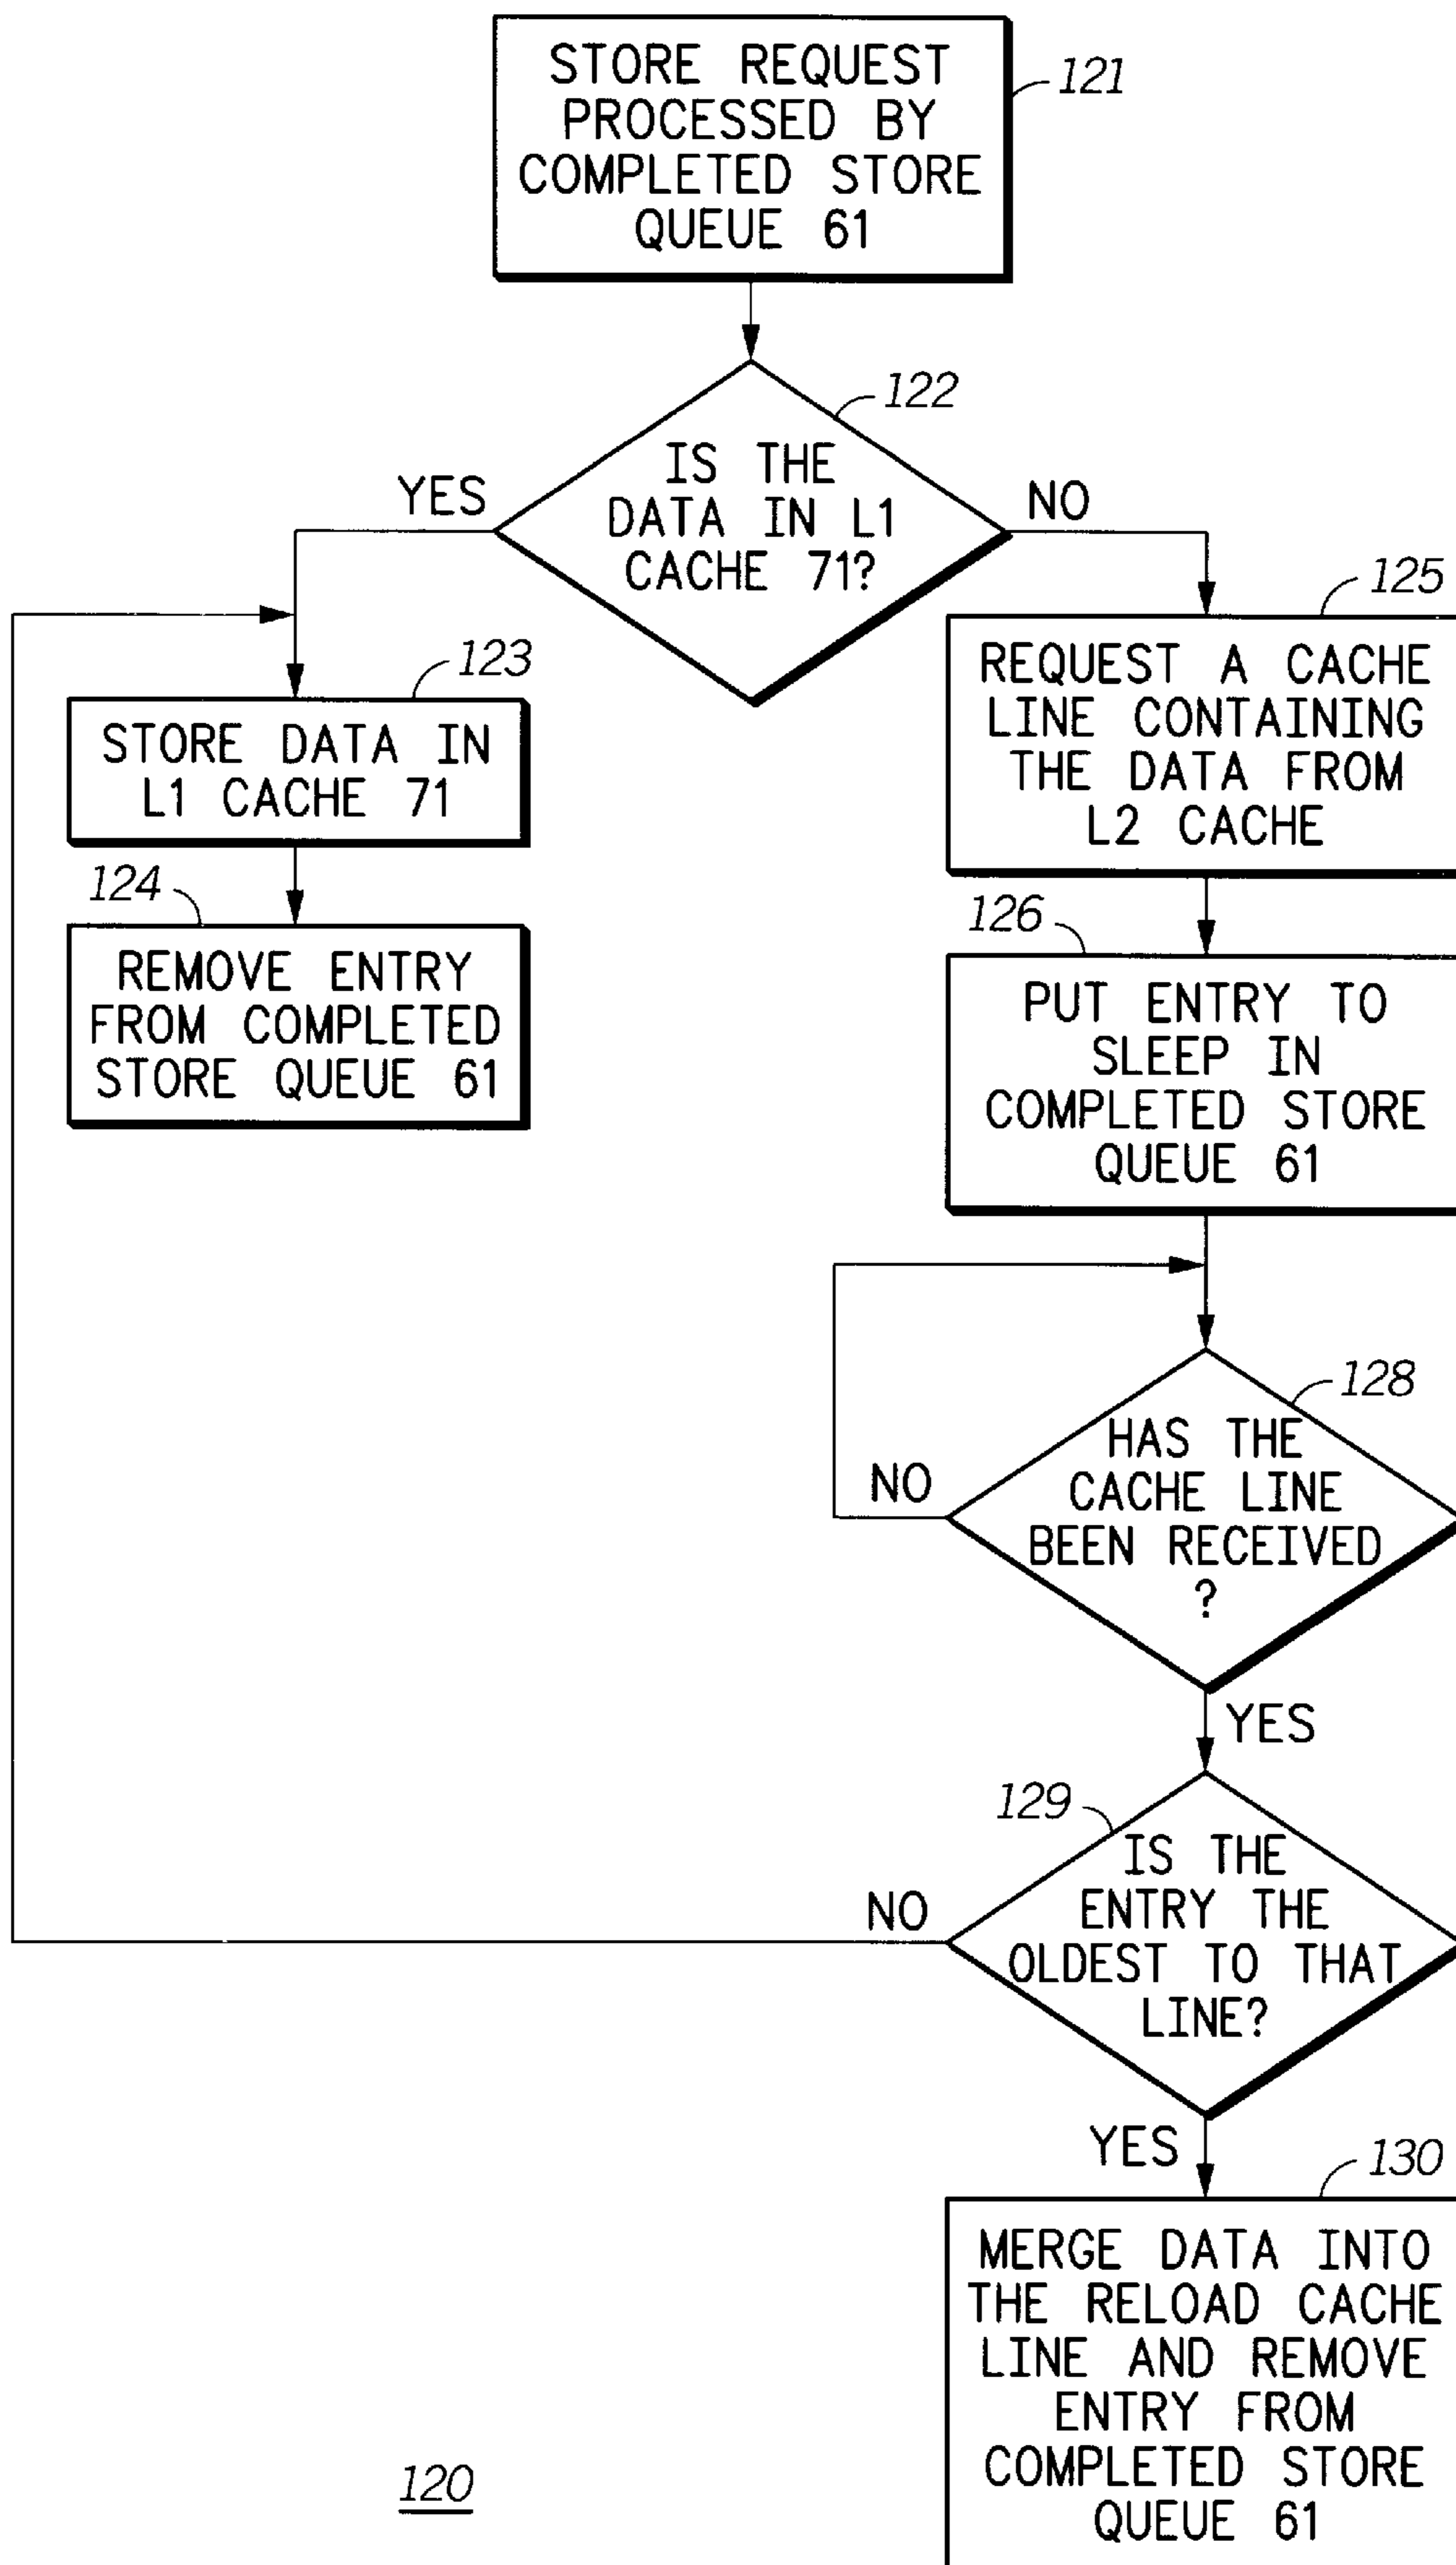 STORE REQUEST
PROCESSED BY
COMPLETED STORE
QUEUE 61
121
122
IS THE
DATA IN L1
CACHE 71?
YES
NO
123
STORE DATA IN
L1 CACHE 71
124
REMOVE ENTRY
FROM COMPLETED
STORE QUEUE 61
125
REQUEST A CACHE
LINE CONTAINING
THE DATA FROM
L2 CACHE
126
PUT ENTRY TO
SLEEP IN
COMPLETED STORE
QUEUE 61
128
HAS THE
CACHE LINE
BEEN RECEIVED
?
NO
YES
129
IS THE
ENTRY THE
OLDEST TO THAT
LINE?
NO
YES
130
MERGE DATA INTO
THE RELOAD CACHE
LINE AND REMOVE
ENTRY FROM
COMPLETED STORE
QUEUE 61
120